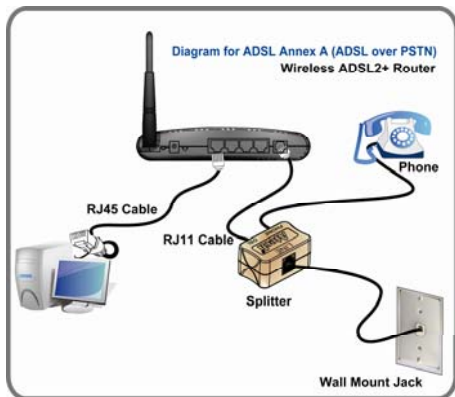 Diagram for ADSL Annex A (ADSL over PSTN)
Wireless ADSL2+ Router
Phone
RJ45 Cable
RJ11 Cable
Splitter
Wall Mount Jack